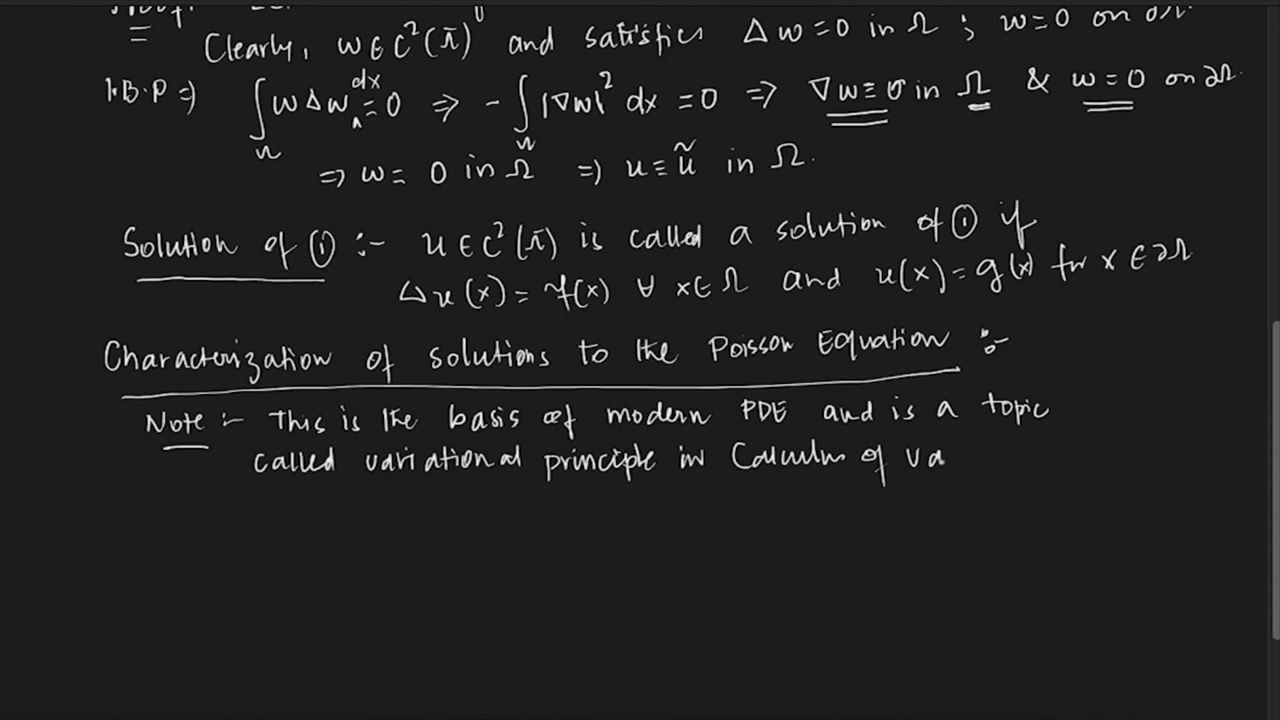 Clearly, w ∈ C²(Ω̄) and satisfies Δw = 0 in Ω ; w = 0 on ∂Ω.
I.B.P ⇒) ∫_Ω w Δw dx = 0 ⇒ - ∫_Ω |∇w|² dx = 0 ⇒ ∇w ≡ 0 in Ω & w = 0 on ∂Ω.
⇒ w = 0 in Ω ⇒) u ≡ ũ in Ω.
Solution of ① :- u ∈ C²(Ω̄) is called a solution of ① if
Δu(x) = f(x) ∀ x ∈ Ω and u(x) = g(x) for x ∈ ∂Ω
Characterization of solutions to the Poisson Equation :-
Note :- This is the basis of modern PDE and is a topic
called variational principle in Calculus of va